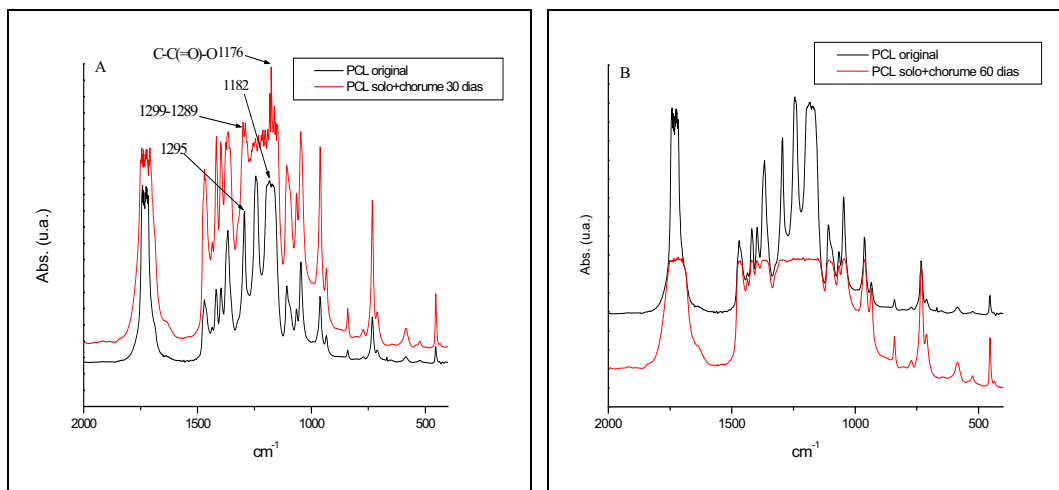 A
C-C(=O)-O1176
PCL original
PCL solo+chorume 30 dias
1182
1299-1289
1295
Abs. (u.a.)
2000 1500 1000 500
cm-1
B
PCL original
PCL solo+chorume 60 dias
Abs. (u.a.)
2000 1500 1000 500
cm-1